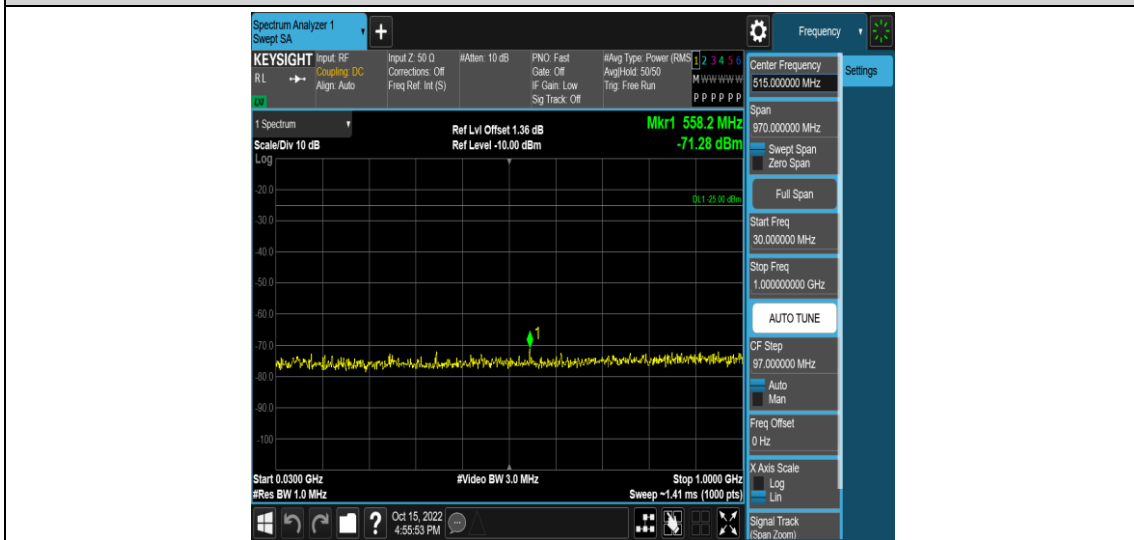 Spectrum Analyzer 1
Swept SA
+
Frequency
KEYSIGHT
RL
LXI
Input: RF
Coupling: DC
Align: Auto
Input Z: 50 Ω
Corrections: Off
Freq Ref: Int (S)
#Atten: 10 dB
PNO: Fast
Gate: Off
IF Gain: Low
Sig Track: Off
#Avg Type: Power (RMS
Avg|Hold: 50/50
Trig: Free Run
1 2 3 4 5 6
M W W W W W
P P P P P P
1 Spectrum
Scale/Div 10 dB
Log
Ref Lvl Offset 1.36 dB
Ref Level -10.00 dBm
Mkr1 558.2 MHz
-71.28 dBm
DL1 -25.00 dBm
-20.0
-30.0
-40.0
-50.0
-60.0
-70.0
-80.0
-90.0
-100
1
Start 0.0300 GHz
#Res BW 1.0 MHz
#Video BW 3.0 MHz
Stop 1.0000 GHz
Sweep ~1.41 ms (1000 pts)
Oct 15, 2022
4:55:53 PM
?
Center Frequency
515.000000 MHz
Settings
Span
970.000000 MHz
Swept Span
Zero Span
Full Span
Start Freq
30.000000 MHz
Stop Freq
1.000000000 GHz
AUTO TUNE
CF Step
97.000000 MHz
Auto
Man
Freq Offset
0 Hz
X Axis Scale
Log
Lin
Signal Track
(Span Zoom)